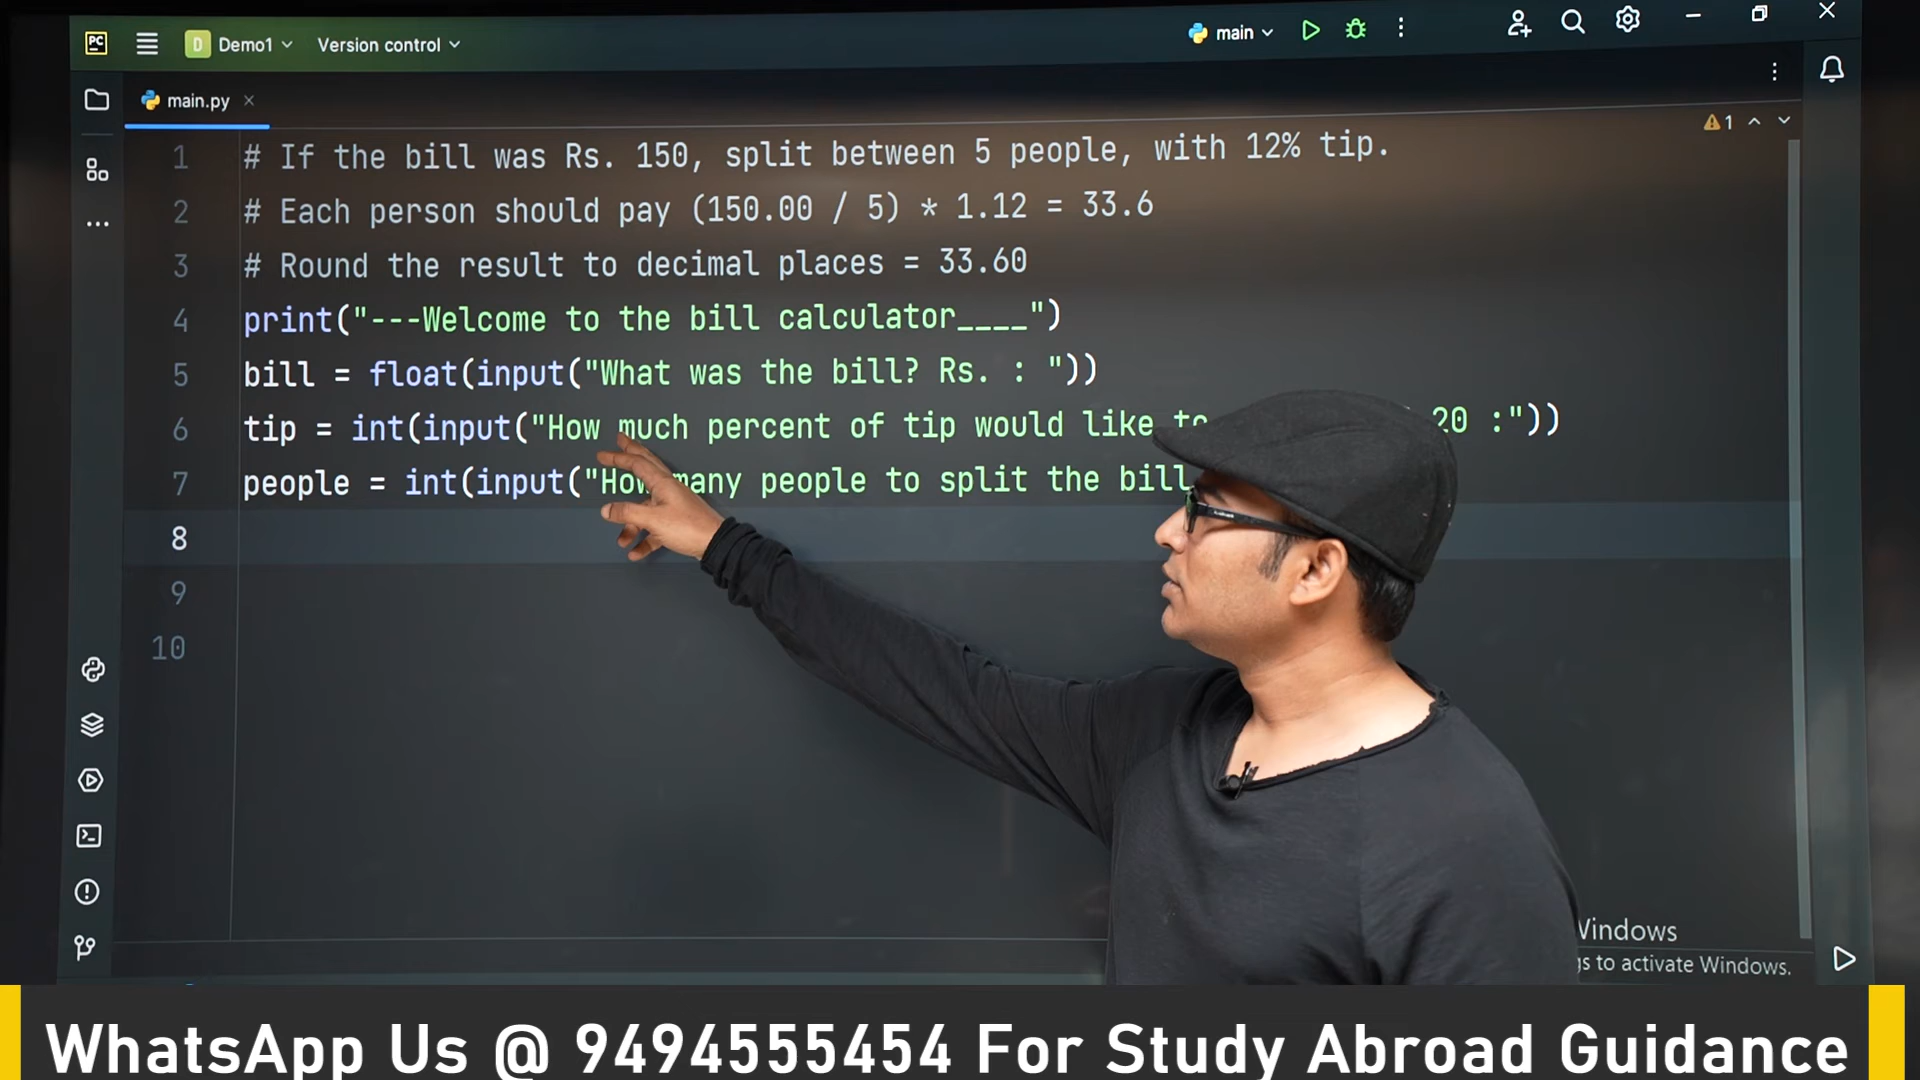 PC D Demo1 Version control main
main.py
1
1 # If the bill was Rs. 150, split between 5 people, with 12% tip.
2 # Each person should pay (150.00 / 5) * 1.12 = 33.6
3 # Round the result to decimal places = 33.60
4 print("---Welcome to the bill calculator____")
5 bill = float(input("What was the bill? Rs. : "))
6 tip = int(input("How much percent of tip would like to 20 :"))
7 people = int(input("How many people to split the bill
8
9
10
Windows
gs to activate Windows.
WhatsApp Us @ 9494555454 For Study Abroad Guidance